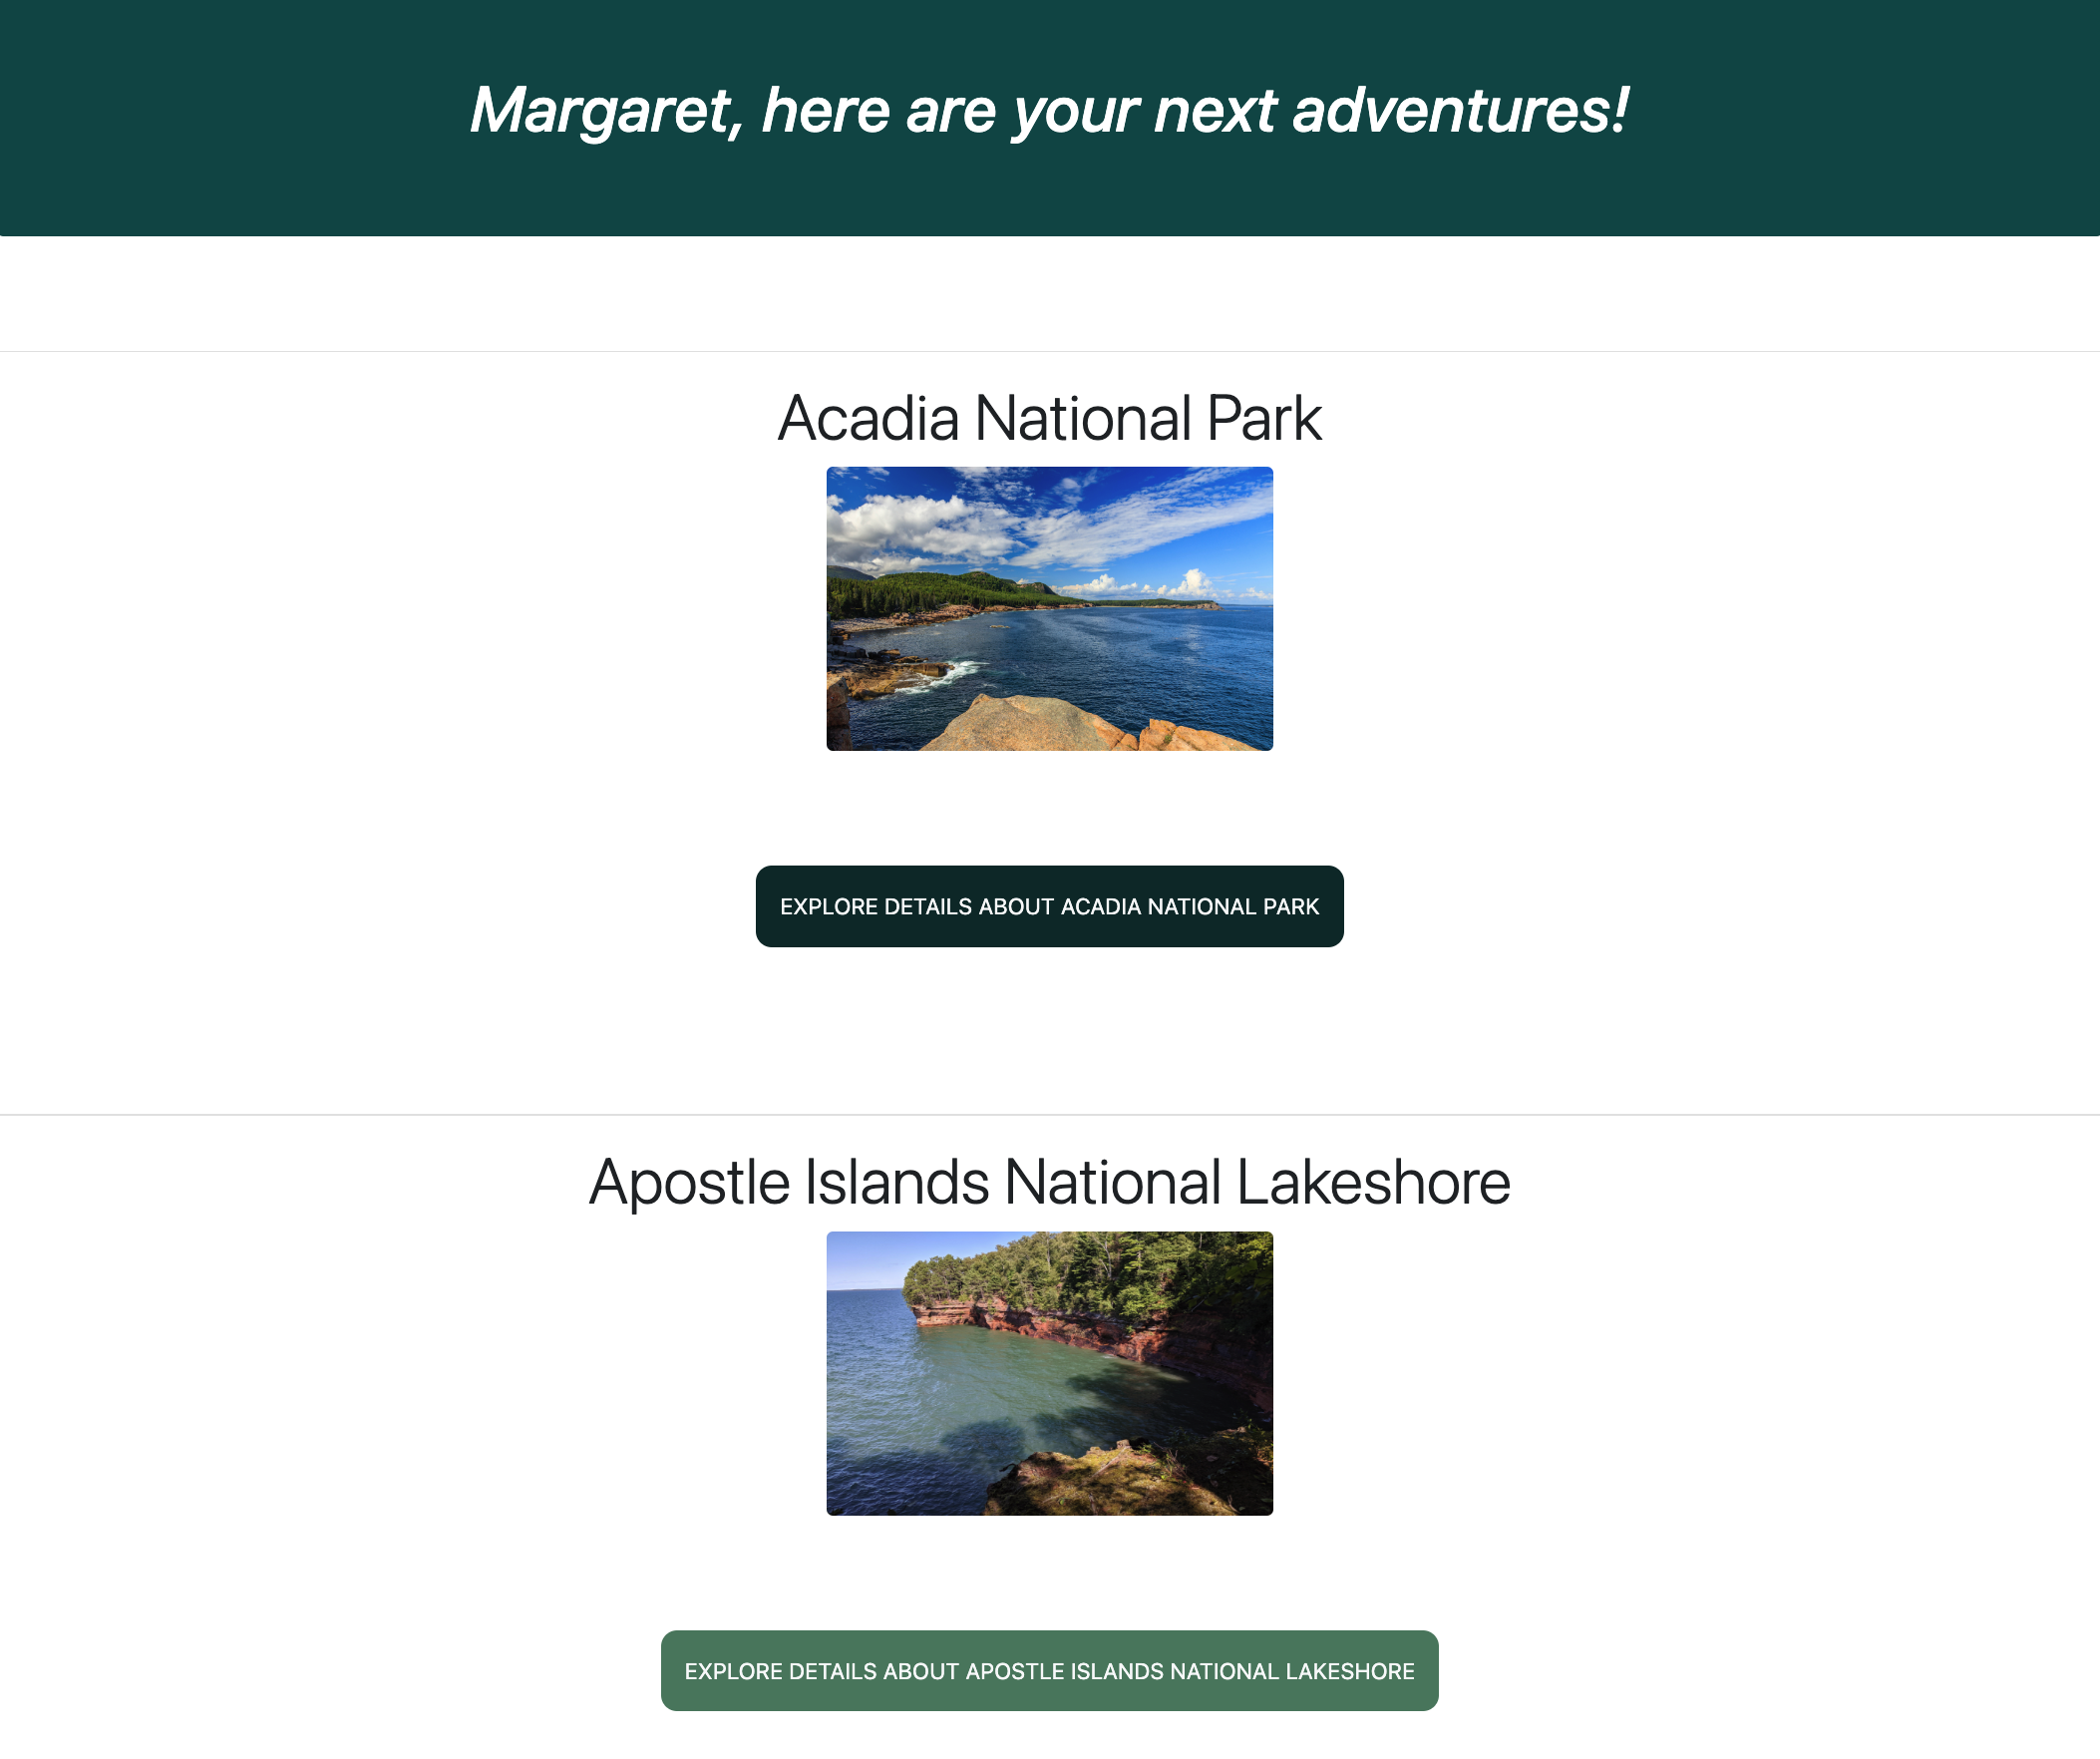 Margaret, here are your next adventures!
Acadia National Park
EXPLORE DETAILS ABOUT ACADIA NATIONAL PARK
Apostle Islands National Lakeshore
EXPLORE DETAILS ABOUT APOSTLE ISLANDS NATIONAL LAKESHORE